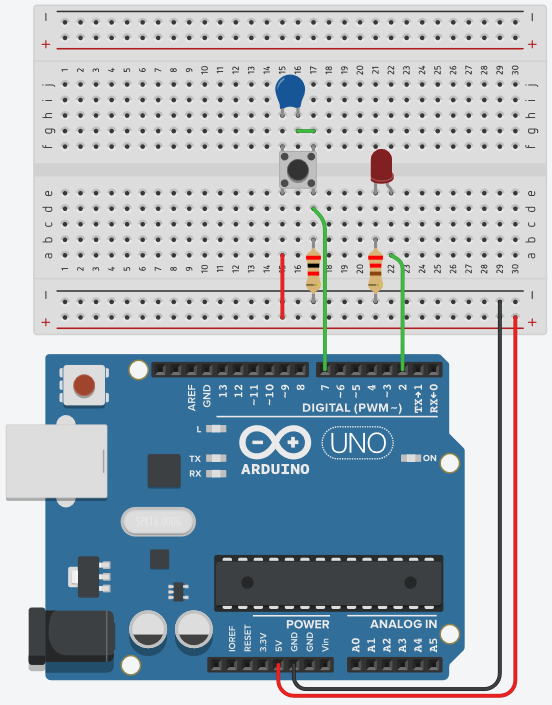 − −
+ +
1 2 3 4 5 6 7 8 9 10 11 12 13 14 15 16 17 18 19 20 21 22 23 24 25 26 27 28 29 30
j j
i i
h h
g g
f f
e e
d d
c c
b b
a a
1 2 3 4 5 6 7 8 9 10 11 12 13 14 15 16 17 18 19 20 21 22 23 24 25 26 27 28 29 30
− −
+ +
AREF GND 13 12 ~11 ~10 ~9 8 7 ~6 ~5 4 ~3 2 TX→1 RX←0
DIGITAL (PWM~)
L
TX
RX
ARDUINO
UNO
ON
POWER ANALOG IN
IOREF RESET 3.3V 5V GND GND Vin A0 A1 A2 A3 A4 A5